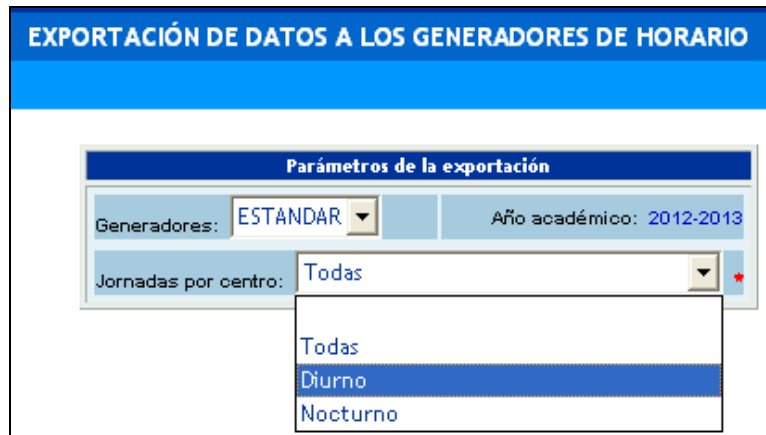 EXPORTACIÓN DE DATOS A LOS GENERADORES DE HORARIO
Parámetros de la exportación
Generadores: ESTANDAR Año académico: 2012-2013
Jornadas por centro: Todas *
Todas
Diurno
Nocturno